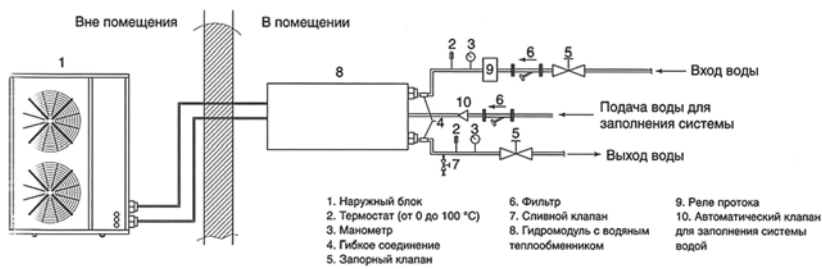 Вне помещения
В помещении
1
8
2
3
9
6
5
Вход воды
10
6
Подача воды для
заполнения системы
4
2
3
5
7
Выход воды
1. Наружный блок
2. Термостат (от 0 до 100 °C)
3. Манометр
4. Гибкое соединение
5. Запорный клапан
6. Фильтр
7. Сливной клапан
8. Гидромодуль с водяным
теплообменником
9. Реле протока
10. Автоматический клапан
для заполнения системы
водой